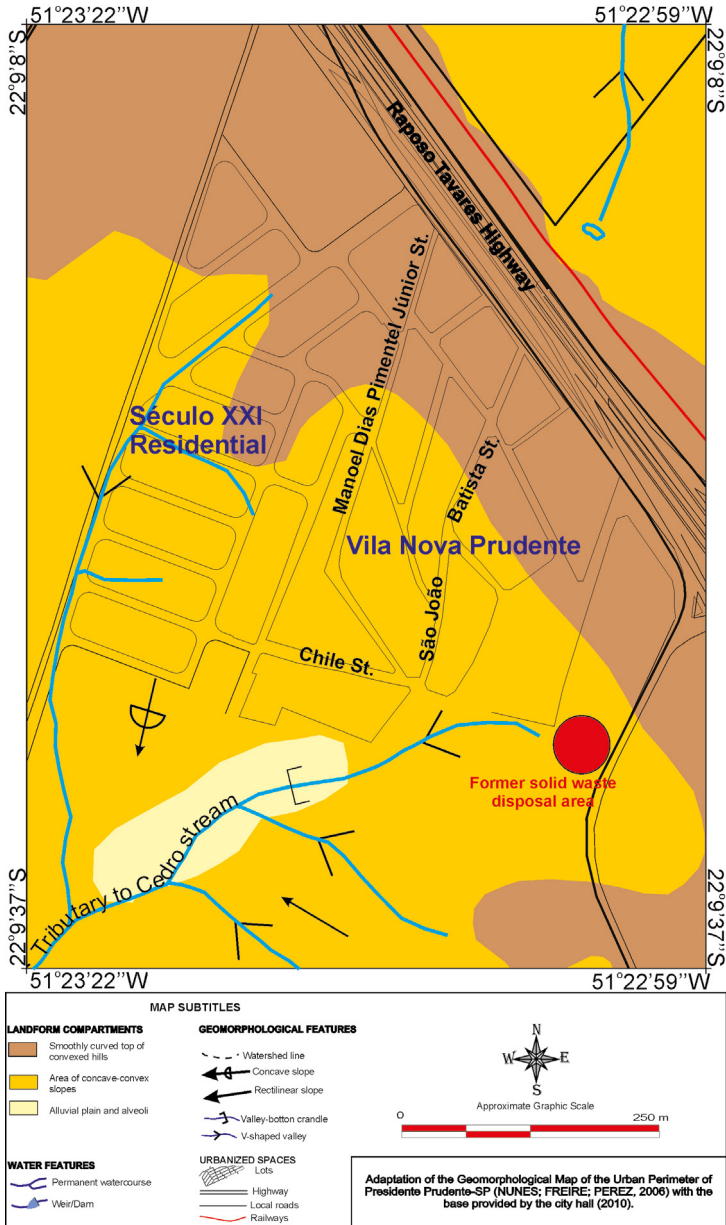 51°23'22''W
51°22'59''W
22°9'8''S
22°9'8''S
Raposo Tavares Highway
Manoel Dias Pimentel Júnior St.
Século XXI
Residential
Batista St.
São João
Vila Nova Prudente
Chile St.
Former solid waste
disposal area
Tributary to Cedro stream
22°9'37''S
22°9'37''S
51°23'22''W
51°22'59''W
MAP SUBTITLES
LANDFORM COMPARTMENTS
Smoothly curved top of
convexed hills
Area of concave-convex
slopes
Alluvial plain and alveoli
WATER FEATURES
Permanent watercourse
Weir/Dam
GEOMORPHOLOGICAL FEATURES
Watershed line
Concave slope
Rectilinear slope
Valley-botton crandle
V-shaped valley
URBANIZED SPACES
Lots
Highway
Local roads
Railways
N
W
E
S
Approximate Graphic Scale
0
250 m
Adaptation of the Geomorphological Map of the Urban Perimeter of
Presidente Prudente-SP (NUNES; FREIRE; PEREZ, 2006) with the
base provided by the city hall (2010).